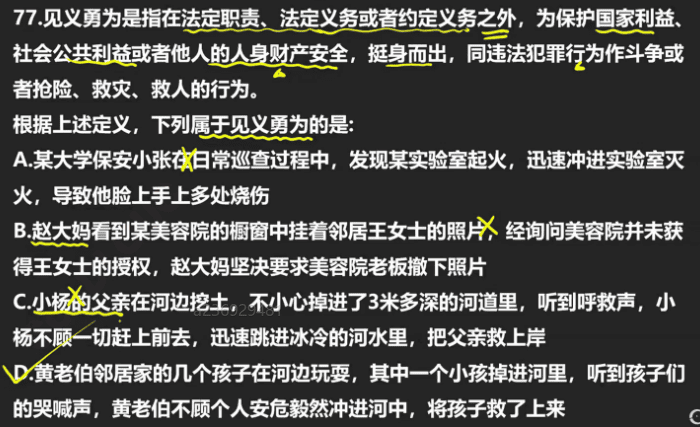 77.见义勇为是指在法定职责、法定义务或者约定义务之外，为保护国家利益、
社会公共利益或者他人的人身财产安全，挺身而出，同违法犯罪行为作斗争或
者抢险、救灾、救人的行为。
根据上述定义，下列属于见义勇为的是：
A.某大学保安小张在日常巡查过程中，发现某实验室起火，迅速冲进实验室灭
火，导致他脸上手上多处烧伤
B.赵大妈看到某美容院的橱窗中挂着邻居王女士的照片，经询问美容院并未获
得王女士的授权，赵大妈坚决要求美容院老板撤下照片
C.小杨的父亲在河边挖土，不小心掉进了3米多深的河道里，听到呼救声，小
杨不顾一切赶上前去，迅速跳进冰冷的河水里，把父亲救上岸
D.黄老伯邻居家的几个孩子在河边玩耍，其中一个小孩掉进河里，听到孩子们
的哭喊声，黄老伯不顾个人安危毅然冲进河中，将孩子救了上来